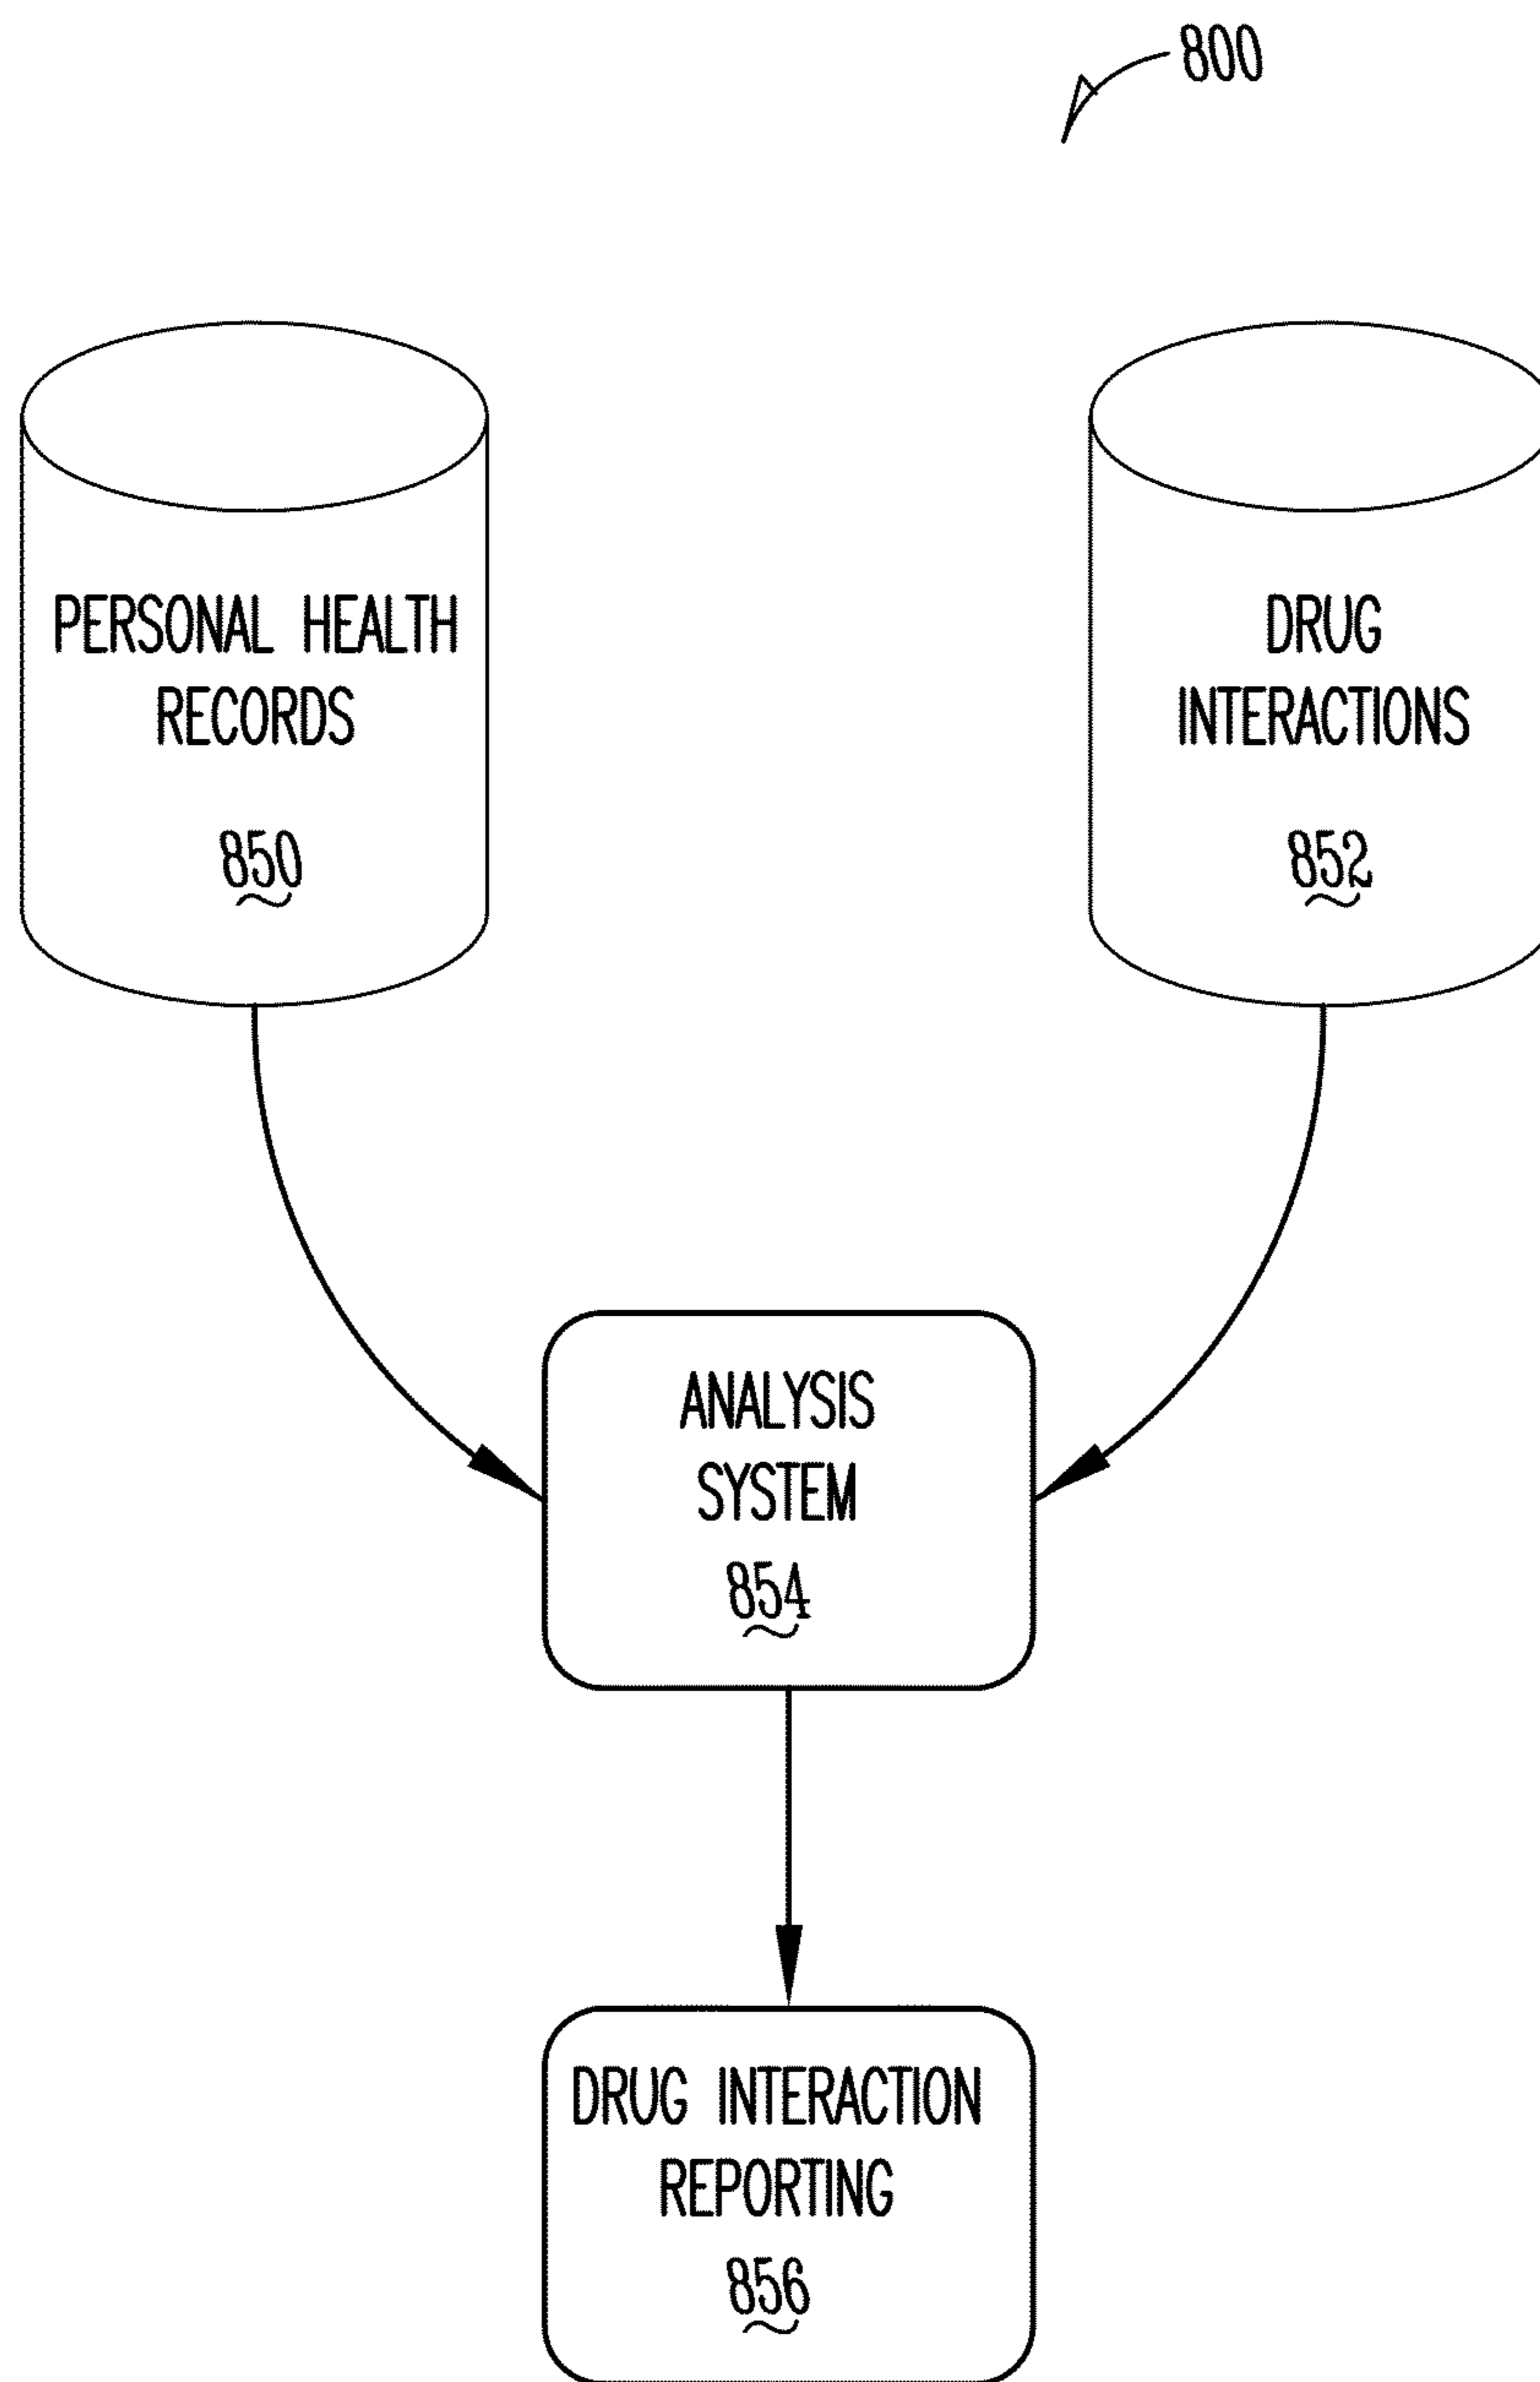 800
PERSONAL HEALTH
RECORDS
850
DRUG
INTERACTIONS
852
ANALYSIS
SYSTEM
854
DRUG INTERACTION
REPORTING
856